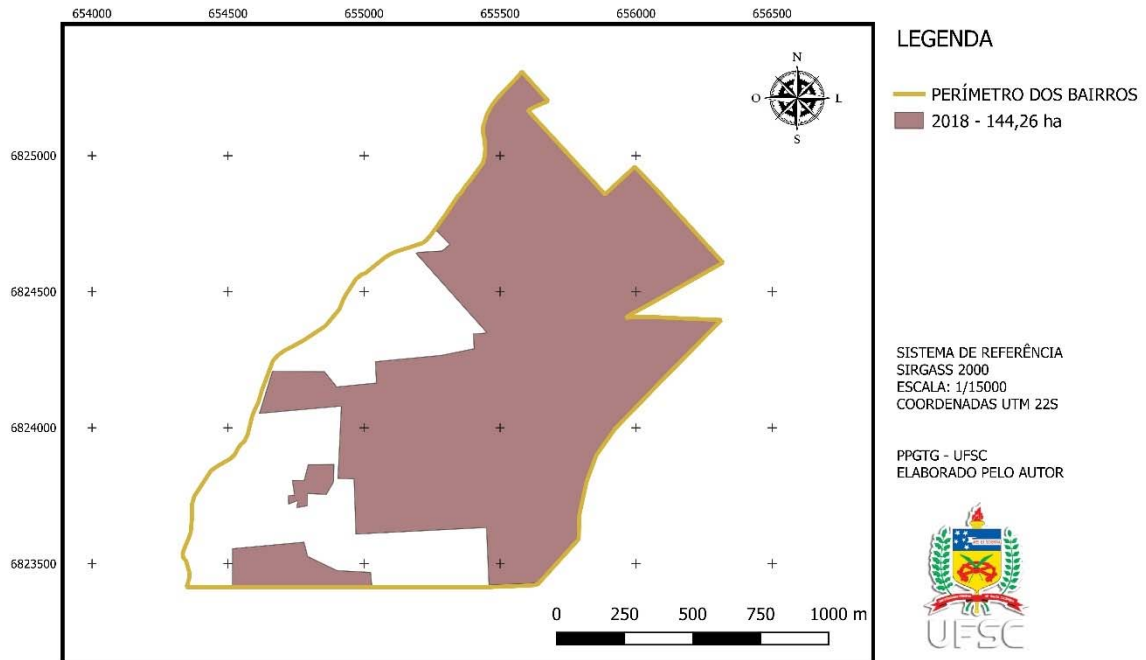 654000 654500 655000 655500 656000 656500
LEGENDA
N
PERÍMETRO DOS BAIRROS
O L
2018 - 144,26 ha
S
6825000
6824500
SISTEMA DE REFERÊNCIA
SIRGASS 2000
ESCALA: 1/15000
COORDENADAS UTM 22S
6824000
PPGTG - UFSC
ELABORADO PELO AUTOR
6823500
0 250 500 750 1000 m
UFSC